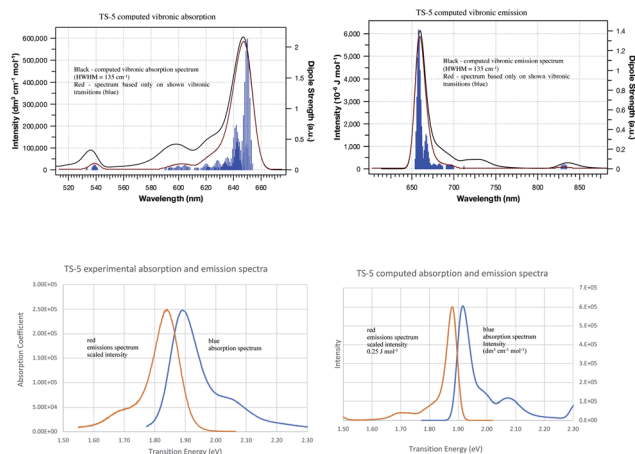 TS-5 computed vibronic absorption
600,000
500,000
400,000
300,000
200,000
100,000
0
Intensity (dm³ cm⁻¹ mol⁻¹)
Black - computed vibronic absorption spectrum
(HWHM = 135 cm⁻¹)
Red - spectrum based only on shown vibronic
transitions (blue)
2
1.5
1
0.5
0
Dipole Strength (a.u.)
520 540 560 580 600 620 640 660
Wavelength (nm)
TS-5 computed vibronic emission
6,000
5,000
4,000
3,000
2,000
1,000
0
Intensity (10⁻⁶ J mol⁻¹)
Black - computed vibronic emission spectrum
(HWHM = 135 cm⁻¹)
Red - spectrum based only on shown vibronic
transitions (blue)
1.4
1.2
1
0.8
0.6
0.4
0.2
0
Dipole Strength (a.u.)
650 700 750 800 850
Wavelength (nm)
TS-5 experimental absorption and emission spectra
3.00E+05
2.50E+05
2.00E+05
1.50E+05
1.00E+05
5.00E+04
0.00E+00
Absorption Coefficient
red
emissions spectrum
scaled intensity
blue
absorption spectrum
1.50 1.60 1.70 1.80 1.90 2.00 2.10 2.20 2.30
Transition Energy (eV)
TS-5 computed absorption and emission spectra
Intensity
red
emissions spectrum
scaled intensity
0.25 J mol⁻¹
blue
absorption spectrum
Intensity
(dm³ cm⁻¹ mol⁻¹)
7.E+05
6.E+05
5.E+05
4.E+05
3.E+05
2.E+05
1.E+05
0.E+00
1.50 1.60 1.70 1.80 1.90 2.00 2.10 2.20 2.30
Transition Energy (eV)